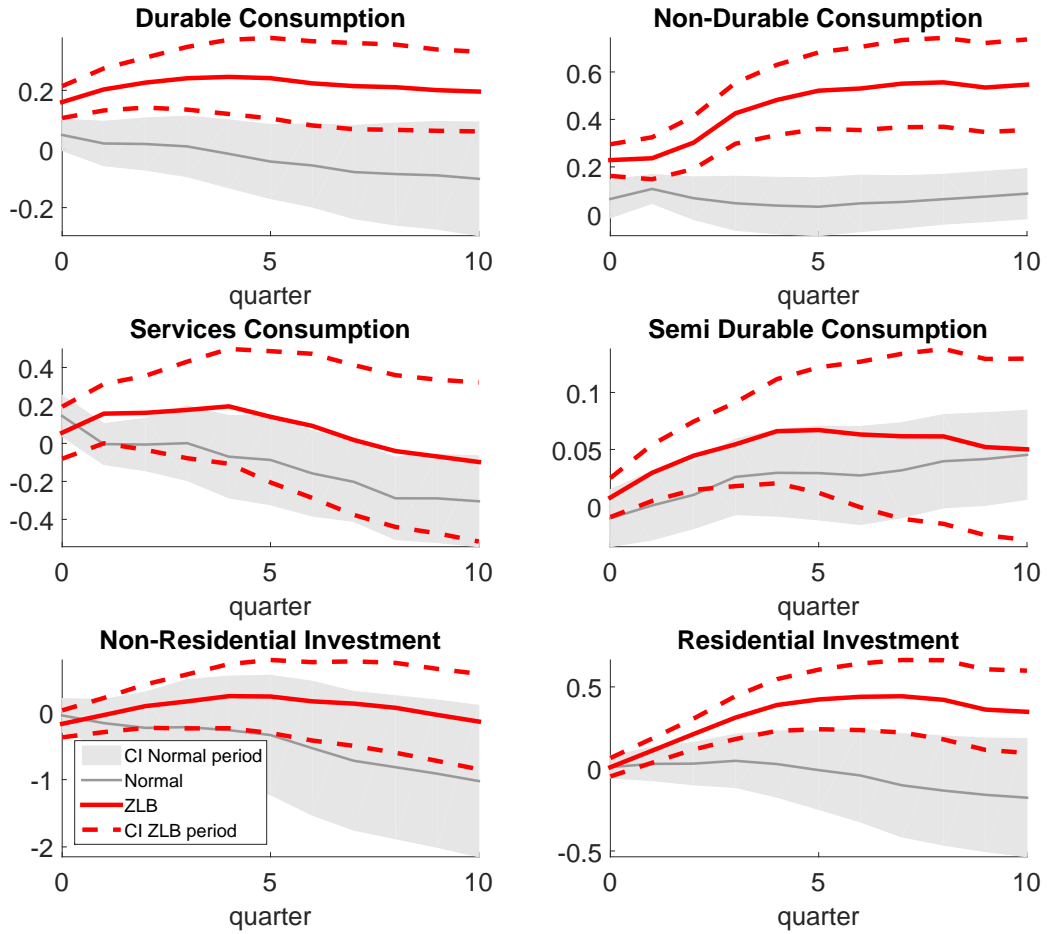 Durable Consumption
0.2
0
-0.2
0
5
10
quarter
Non-Durable Consumption
0.6
0.4
0.2
0
0
5
10
quarter
Services Consumption
0.4
0.2
0
-0.2
-0.4
0
5
10
quarter
Semi Durable Consumption
0.1
0.05
0
0
5
10
quarter
Non-Residential Investment
0
-1
-2
CI Normal period
Normal
ZLB
CI ZLB period
0
5
10
quarter
Residential Investment
0.5
0
-0.5
0
5
10
quarter